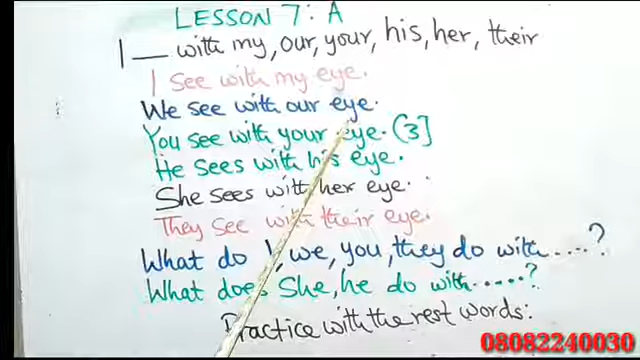 LESSON 7: A
I __ with my, our, your, his, her, their
I see with my eye.
We see with our eye.
You see with your eye. (3]
He sees with his eye.
She sees with her eye.
They see with their eye.
What do I, we, you, they do with....?
What does She, he do with.....?
Practice with the rest words:
08082240030